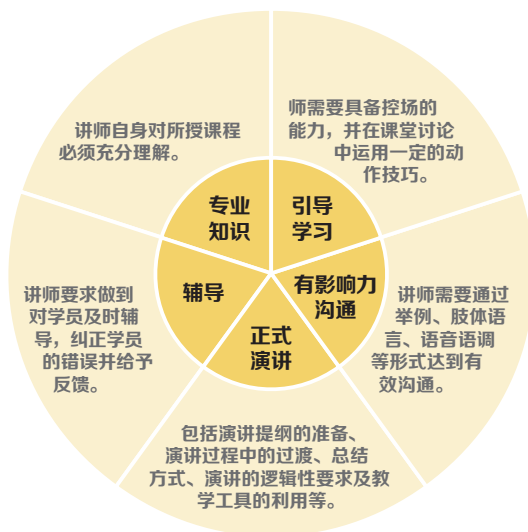 讲师自身对所授课程
必须充分理解。
师需要具备控场的
能力，并在课堂讨论
中运用一定的动
作技巧。
专业
知识
引导
学习
辅导
有影响力
沟通
正式
演讲
讲师要求做到
对学员及时辅
导，纠正学员
的错误并给予
反馈。
讲师需要通过
举例、肢体语
言、语音语调
等形式达到有
效沟通。
包括演讲提纲的准备、
演讲过程中的过渡、总结
方式、演讲的逻辑性要求及教
学工具的利用等。